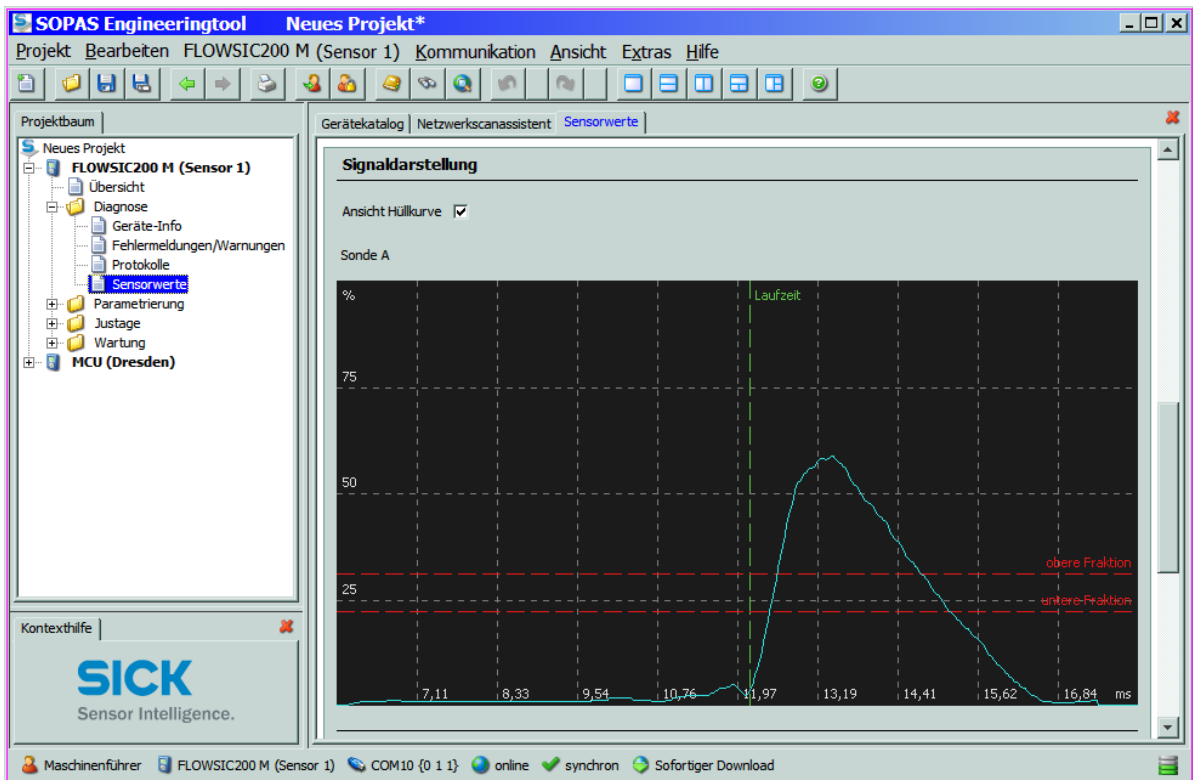 SOPAS Engineeringtool Neues Projekt*
Projekt Bearbeiten FLOWSIC200 M (Sensor 1) Kommunikation Ansicht Extras Hilfe
Projektbaum
Neues Projekt
FLOWSIC200 M (Sensor 1)
Übersicht
Diagnose
Geräte-Info
Fehlermeldungen/Warnungen
Protokolle
Sensorwerte
Parametrierung
Justage
Wartung
MCU (Dresden)
Kontexthilfe
SICK
Sensor Intelligence.
Gerätekatalog Netzwerkscanassistent Sensorwerte
Signaldarstellung
Ansicht Hüllkurve
Sonde A
%
Laufzeit
75
50
obere Fraktion
25
untere Fraktion
7,11 8,33 9,54 10,76 11,97 13,19 14,41 15,62 16,84 ms
Maschinenführer FLOWSIC200 M (Sensor 1) COM10 {0 1 1} online synchron Sofortiger Download